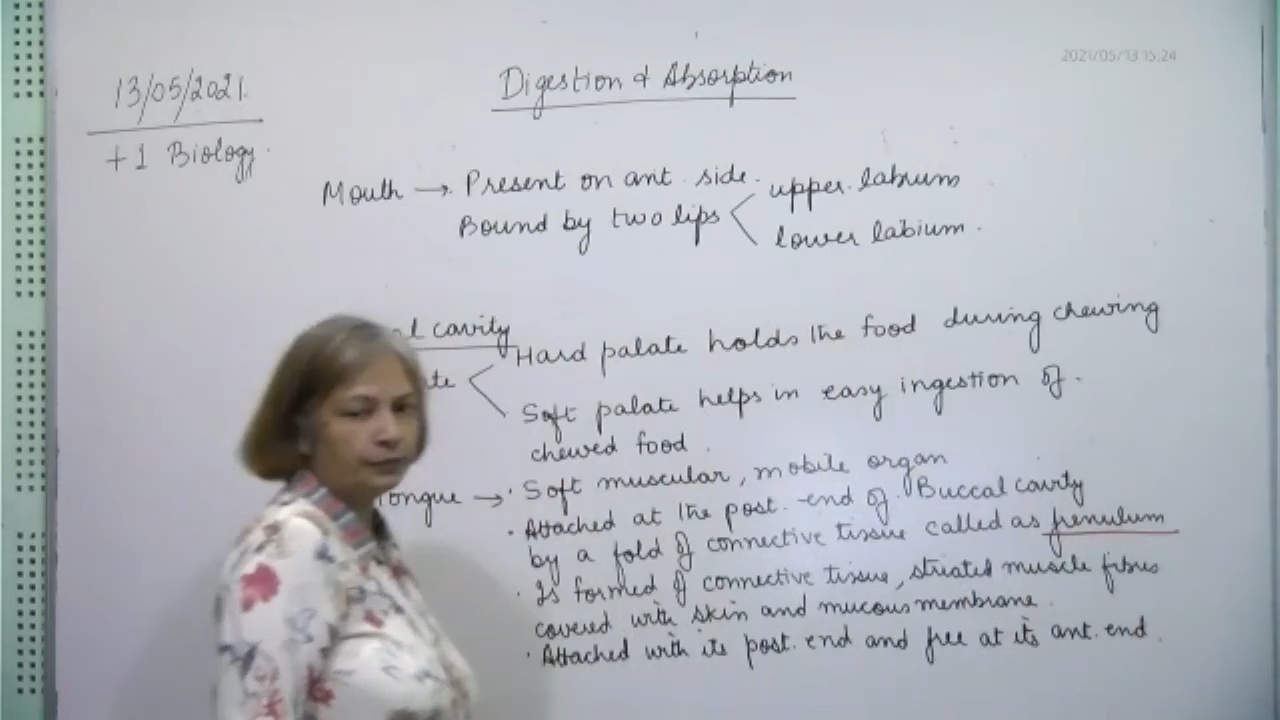 2021/05/13 15:24
13/05/2021.
+1 Biology.
Digestion & Absorption
Mouth → Present on ant. side.
Bound by two lips < upper labrum
lower labium.
cavity
Hard palate holds the food during chewing
Soft palate helps in easy ingestion of
chewed food.
Tongue → · Soft muscular, mobile organ
· Attached at the post. end of Buccal cavity
by a fold of connective tissue called as frenulum
· Is formed of connective tissue, striated muscle fibres
covered with skin and mucous membrane.
· Attached with its post. end and free at its ant. end.